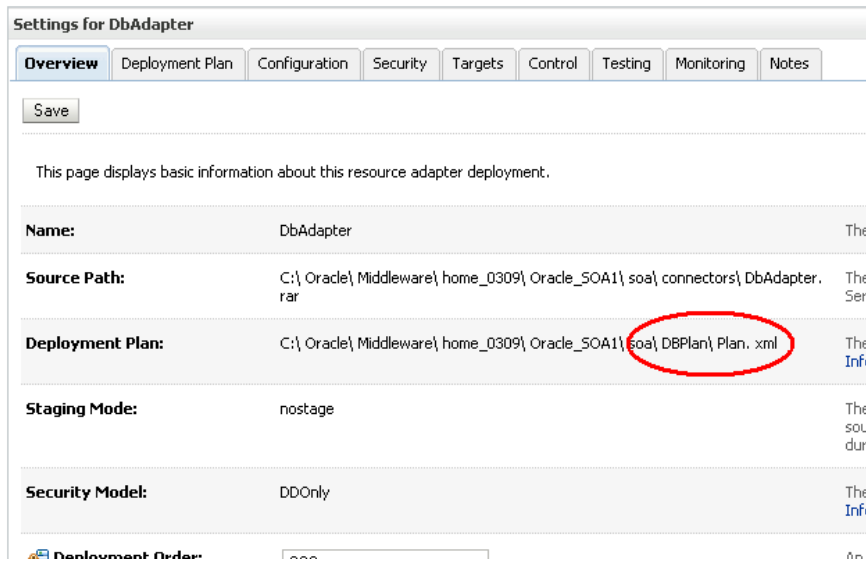 Settings for DbAdapter
Overview Deployment Plan Configuration Security Targets Control Testing Monitoring Notes
Save
This page displays basic information about this resource adapter deployment.
Name: DbAdapter The
Source Path: C:\ Oracle\ Middleware\ home_0309\ Oracle_SOA1\ soa\ connectors\ DbAdapter. The
rar Ser
Deployment Plan: C:\ Oracle\ Middleware\ home_0309\ Oracle_SOA1\ soa\ DBPlan\ Plan. xml The
Info
Staging Mode: nostage The
sou
dur
Security Model: DDOnly The
Info
Deployment Order:
An